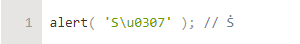 1 alert( 'S\u0307' ); // Ṡ